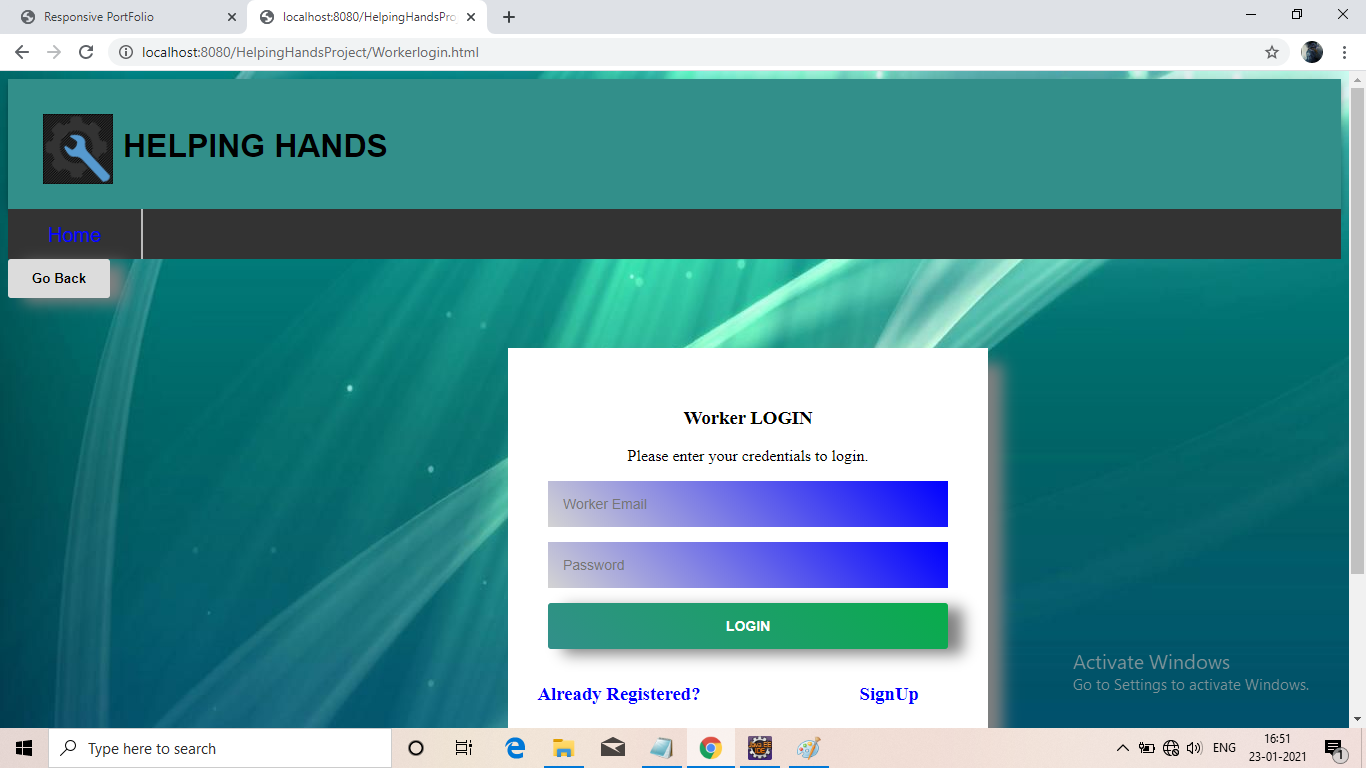 Responsive PortFolio
localhost:8080/HelpingHandsPro
localhost:8080/HelpingHandsProject/Workerlogin.html
HELPING HANDS
Home
Go Back
Worker LOGIN
Please enter your credentials to login.
Worker Email
Password
LOGIN
Already Registered?
SignUp
Activate Windows
Go to Settings to activate Windows.
Type here to search
ENG
16:51
23-01-2021
1